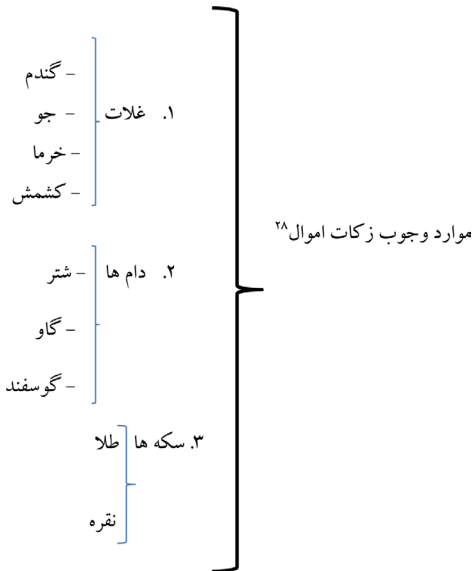 موارد وجوب زکات اموال۲۸
۱. غلات
– گندم
– جو
– خرما
– کشمش
۲. دام ها
– شتر
– گاو
– گوسفند
۳. سکه ها
طلا
نقره